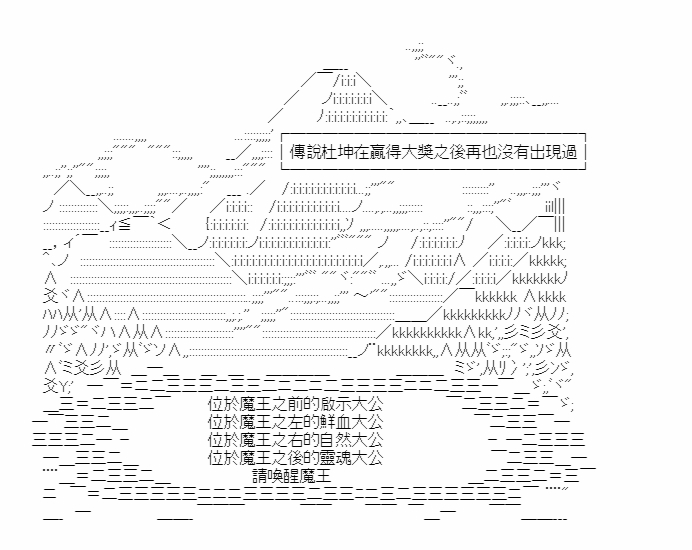 傳說杜坤在贏得大獎之後再也沒有出現過
位於魔王之前的啟示大公
位於魔王之左的鮮血大公
位於魔王之右的自然大公
位於魔王之後的靈魂大公
請喚醒魔王